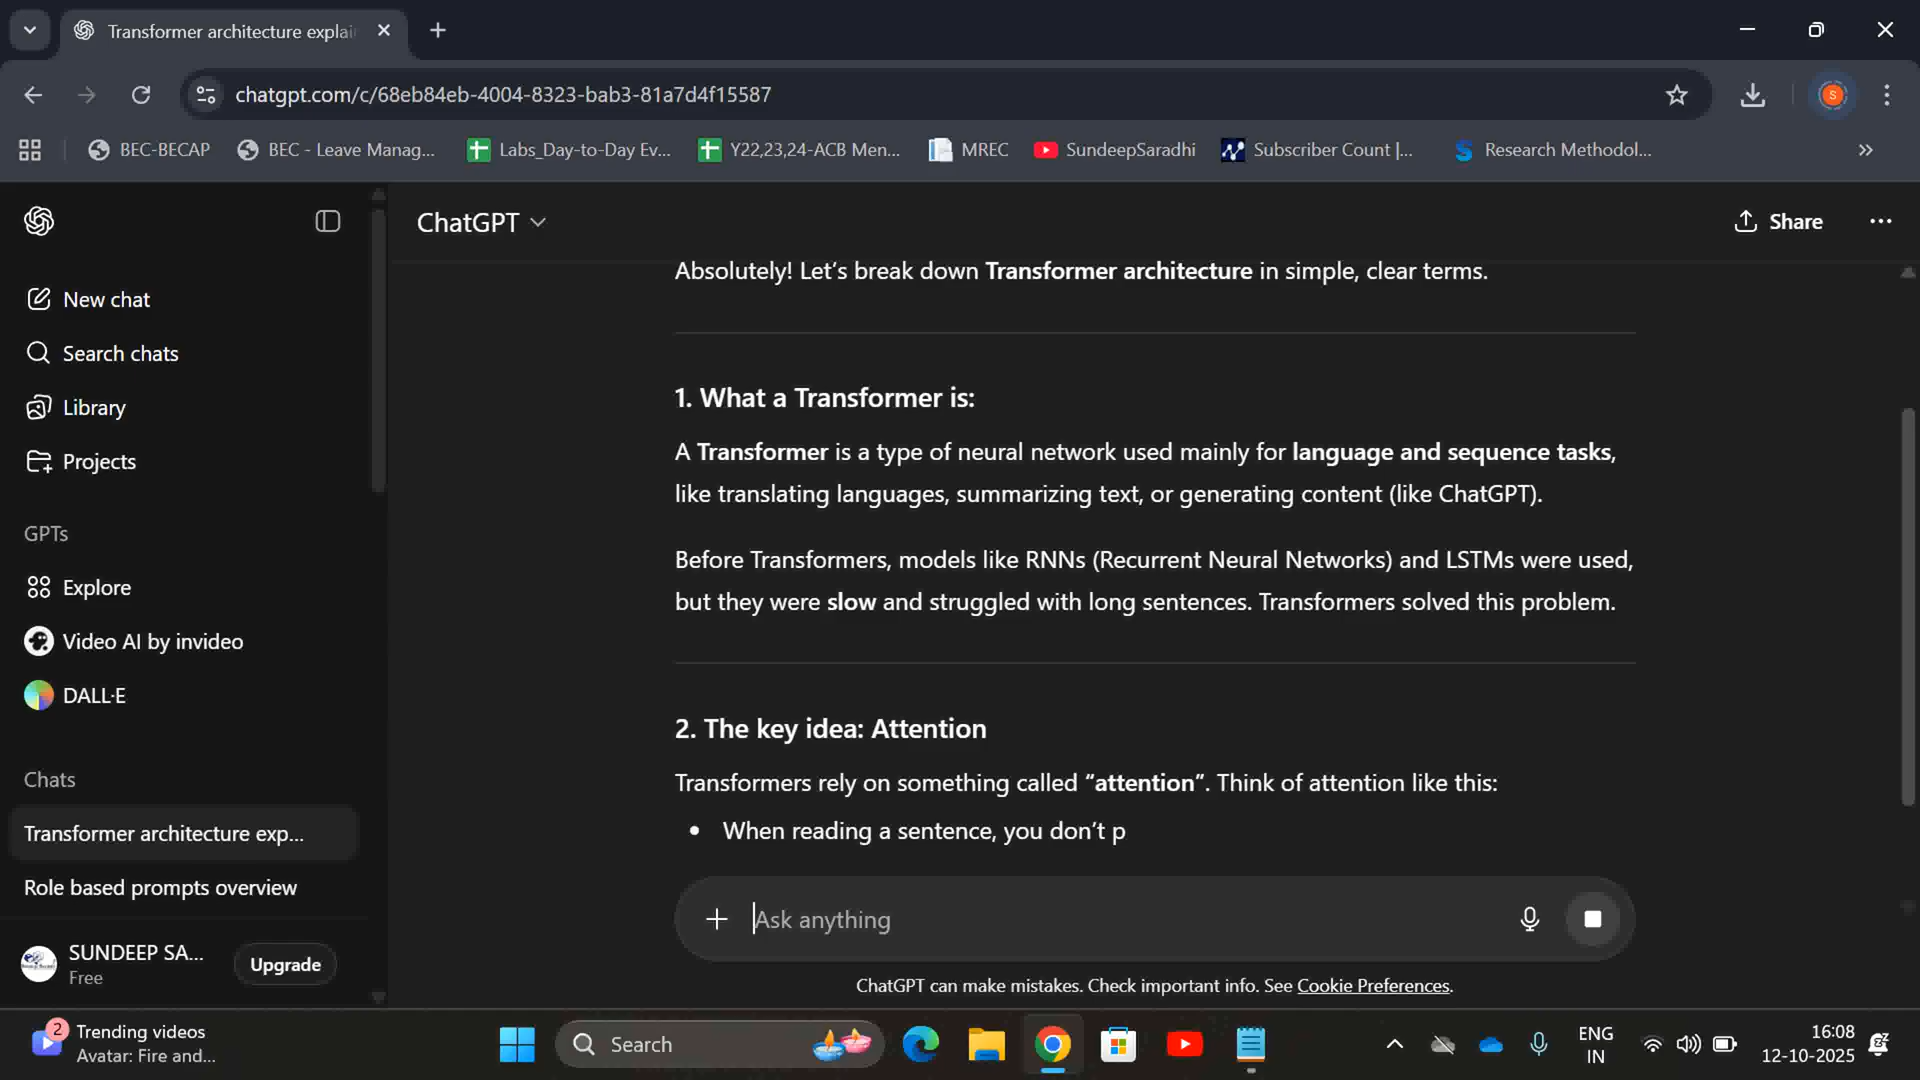 Transformer architecture explai
chatgpt.com/c/68eb84eb-4004-8323-bab3-81a7d4f15587
S
BEC-BECAP
BEC - Leave Manag...
Labs_Day-to-Day Ev...
Y22,23,24-ACB Men...
MREC
SundeepSaradhi
Subscriber Count |...
Research Methodol...
ChatGPT
Share
New chat
Search chats
Library
Projects
GPTs
Explore
Video AI by invideo
DALL·E
Chats
Transformer architecture exp...
Role based prompts overview
SUNDEEP SA...
Free
Upgrade
Absolutely! Let’s break down Transformer architecture in simple, clear terms.
1. What a Transformer is:
A Transformer is a type of neural network used mainly for language and sequence tasks,
like translating languages, summarizing text, or generating content (like ChatGPT).
Before Transformers, models like RNNs (Recurrent Neural Networks) and LSTMs were used,
but they were slow and struggled with long sentences. Transformers solved this problem.
2. The key idea: Attention
Transformers rely on something called “attention”. Think of attention like this:
• When reading a sentence, you don’t p
Ask anything
ChatGPT can make mistakes. Check important info. See Cookie Preferences.
2
Trending videos
Avatar: Fire and...
Search
ENG
IN
16:08
12-10-2025